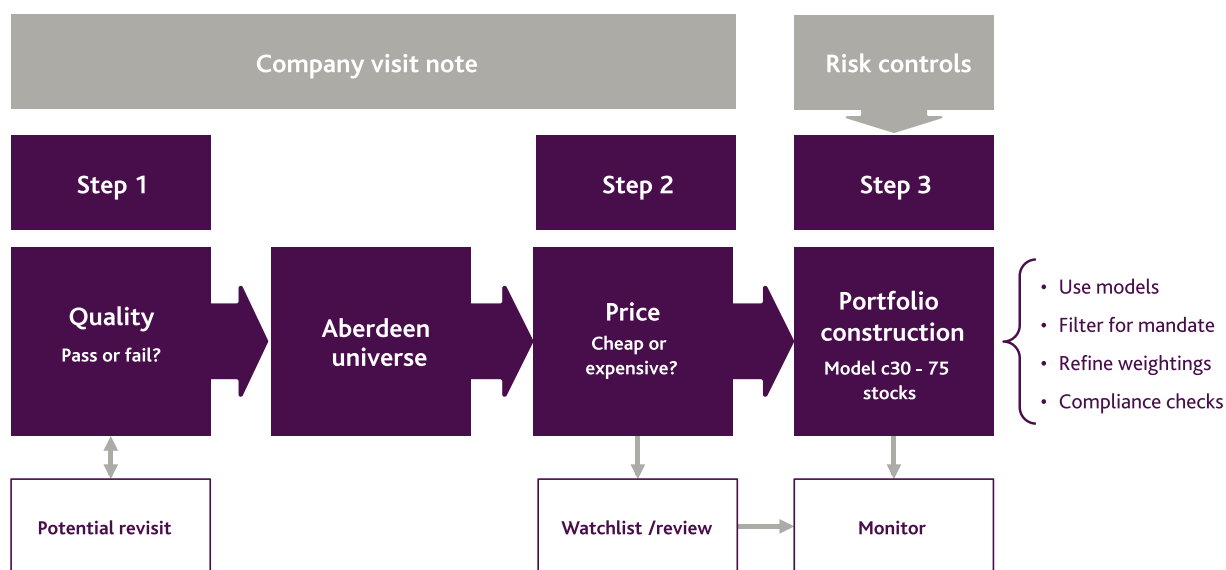 Company visit note
Risk controls
Step 1
Step 2
Step 3
Quality
Pass or fail?
Aberdeen
universe
Price
Cheap or
expensive?
Portfolio
construction
Model c30 - 75
stocks
• Use models
• Filter for mandate
• Refine weightings
• Compliance checks
Potential revisit
Watchlist /review
Monitor